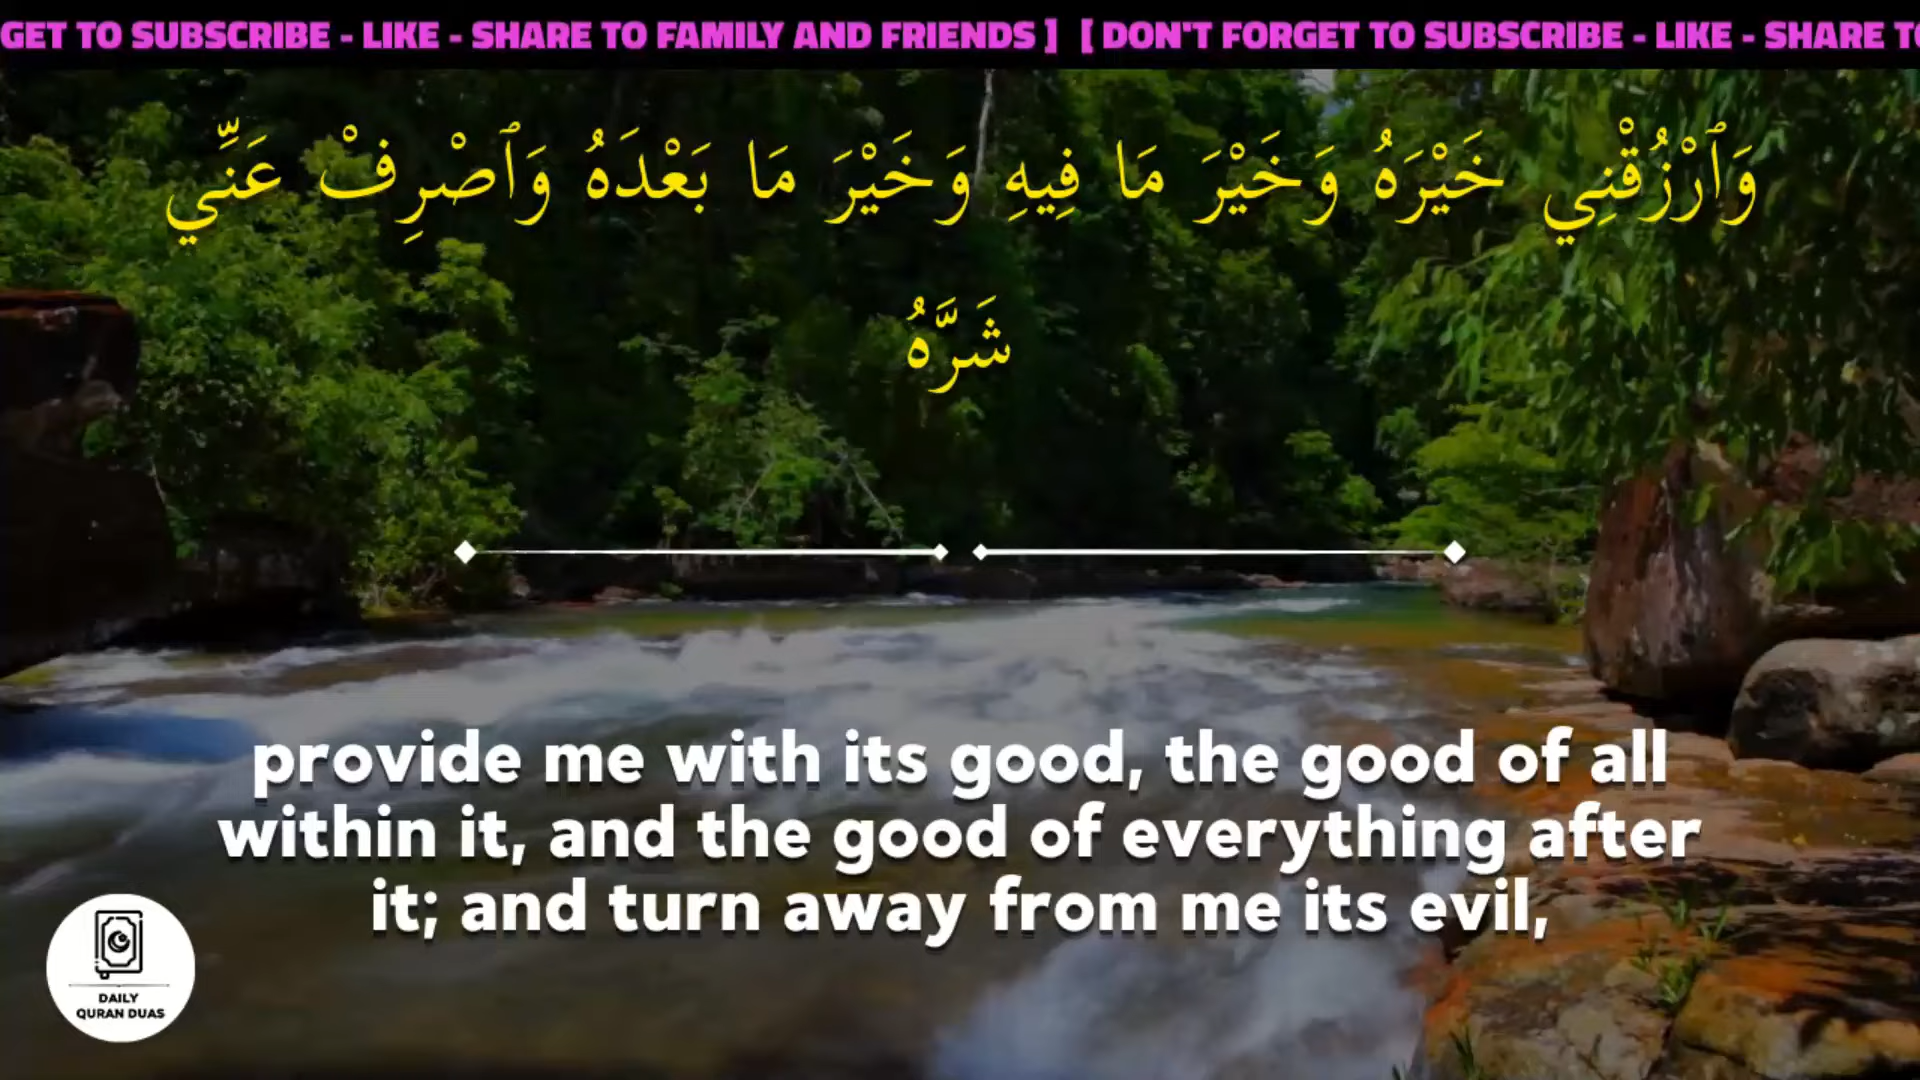 GET TO SUBSCRIBE - LIKE - SHARE TO FAMILY AND FRIENDS ] [ DON'T FORGET TO SUBSCRIBE - LIKE - SHARE TO
وَٱرْزُقْنِي خَيْرَهُ وَخَيْرَ مَا فِيهِ وَخَيْرَ مَا بَعْدَهُ وَٱصْرِفْ عَنِّي
شَرَّهُ
provide me with its good, the good of all
within it, and the good of everything after
it; and turn away from me its evil,
DAILY
QURAN DUAS